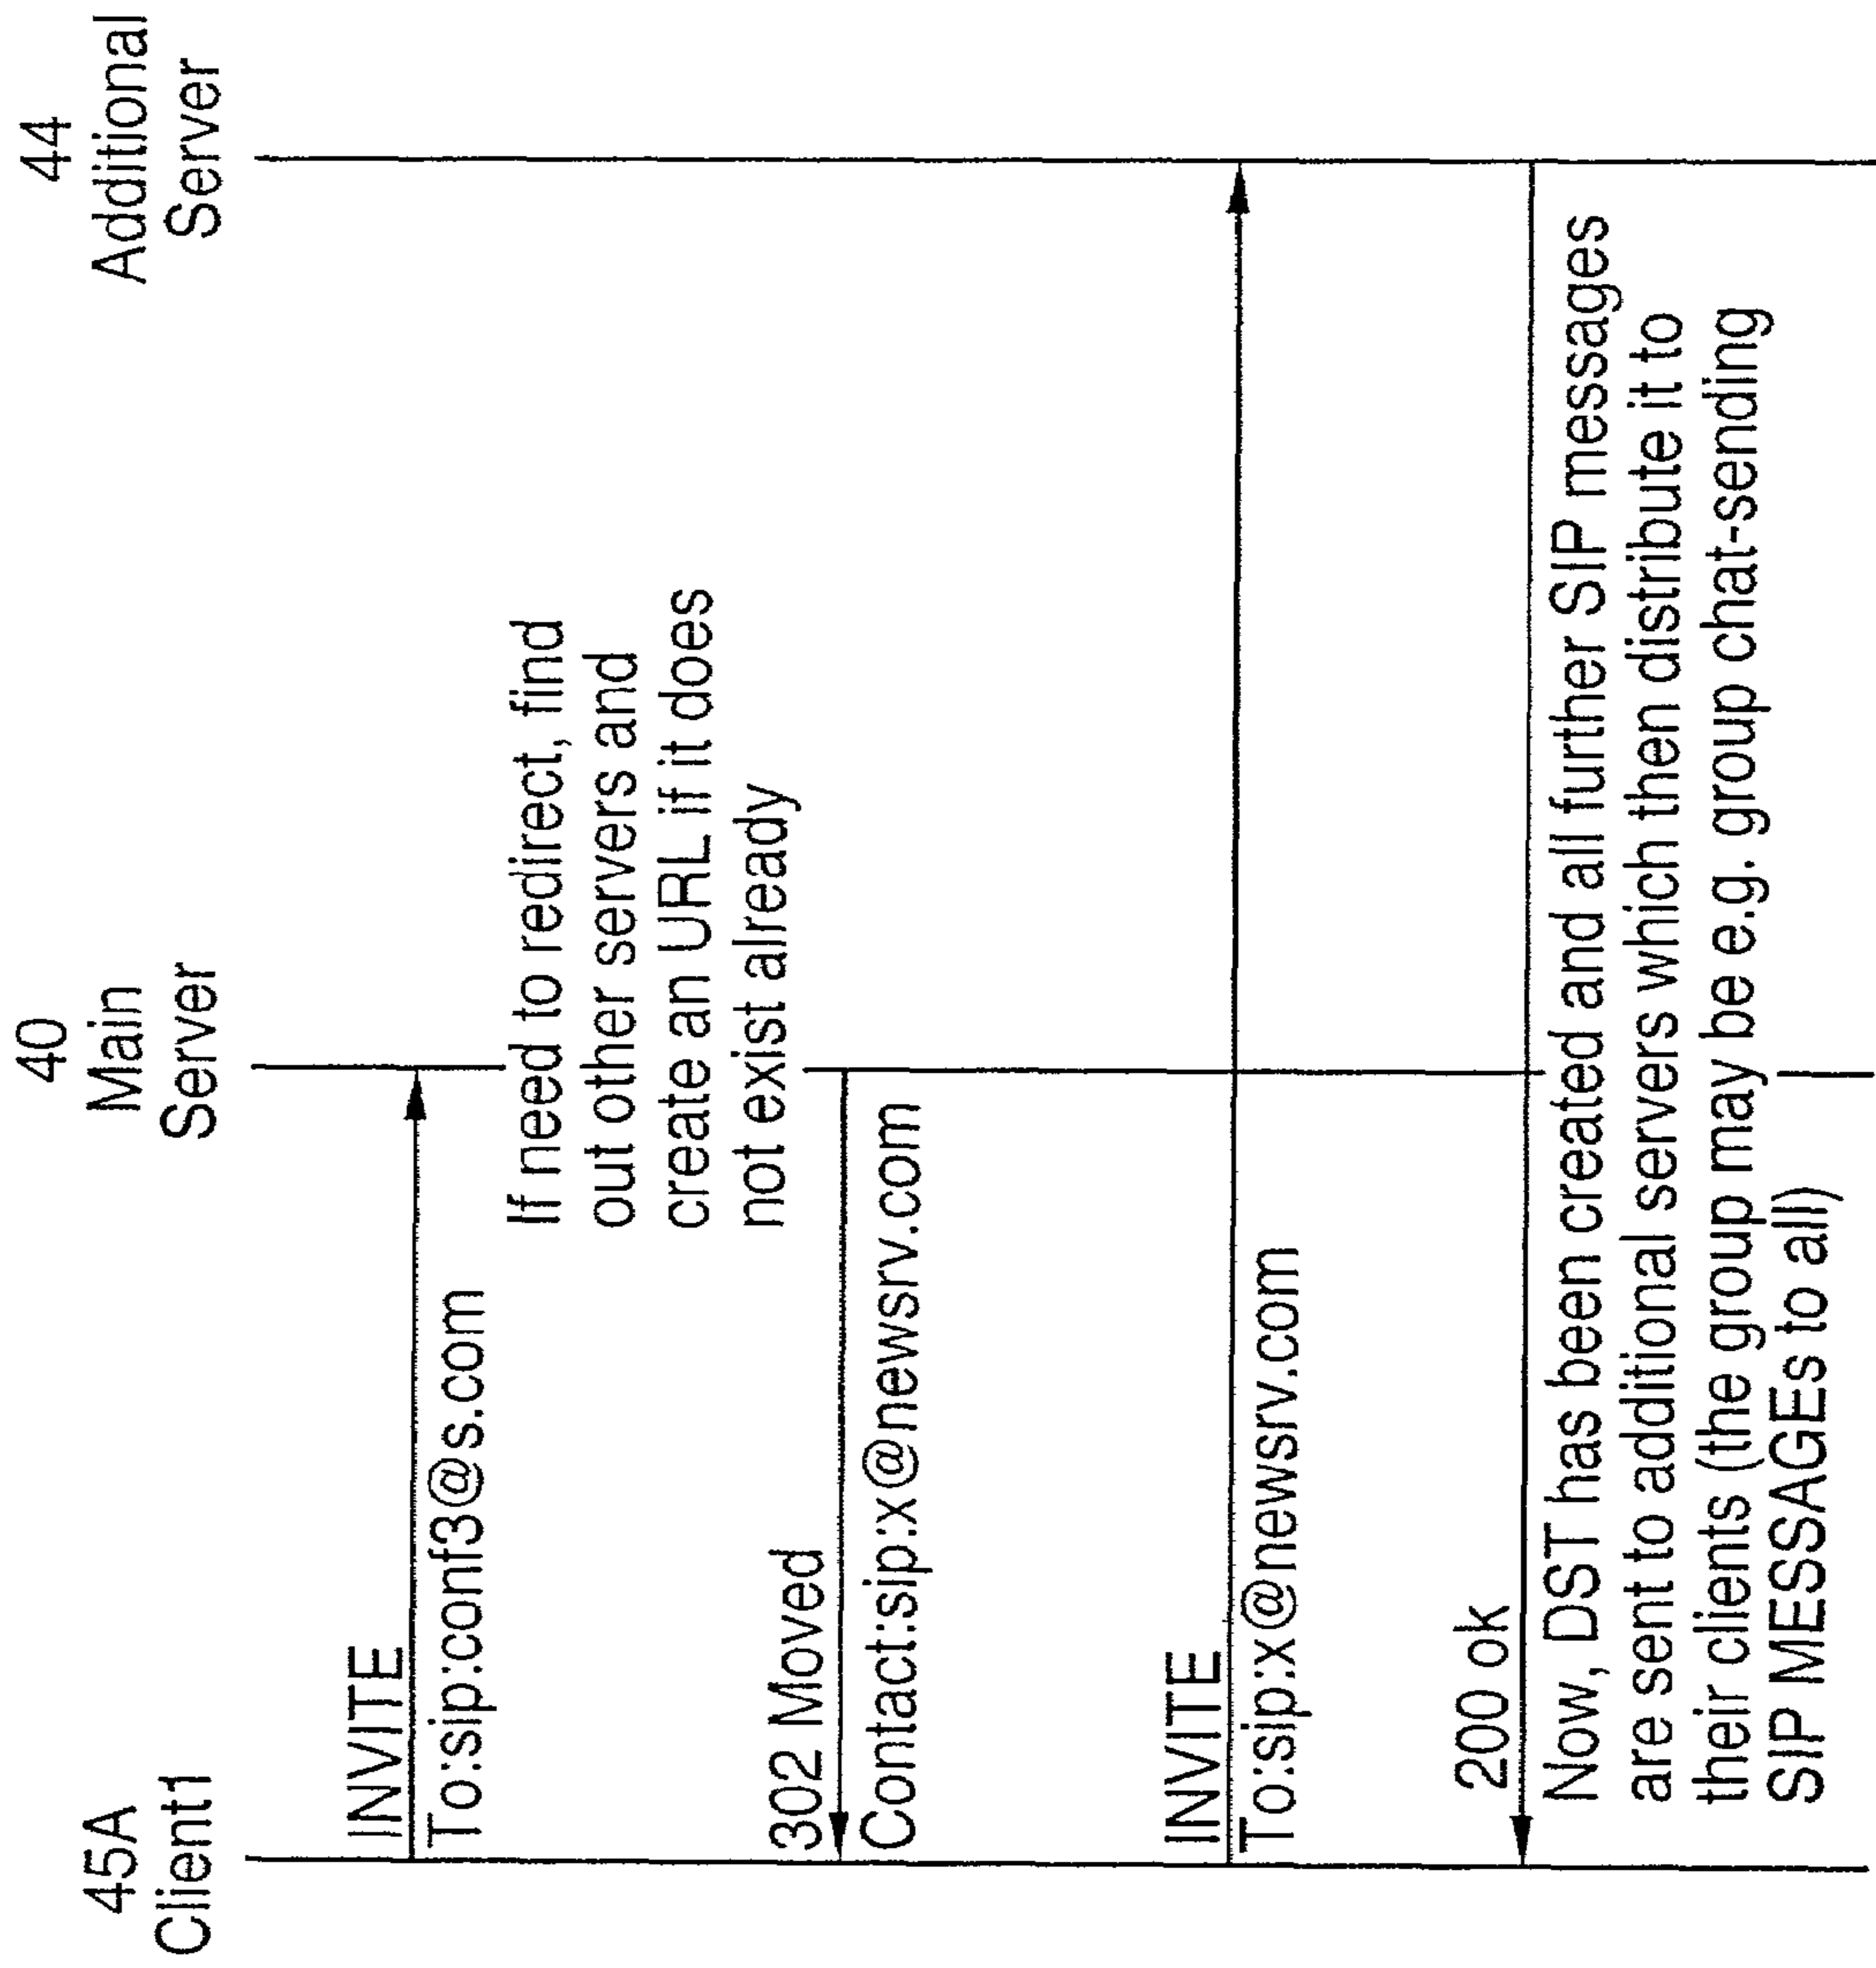 45A
Client1
40
Main
Server
44
Additional
Server
INVITE
To:sip:conf3@s.com
If need to redirect, find
out other servers and
create an URL if it does
not exist already
302 Moved
Contact:sip:x@newsrv.com
INVITE
To:sip:x@newsrv.com
200 ok
Now, DST has been created and all further SIP messages
are sent to additional servers which then distribute it to
their clients (the group may be e.g. group chat-sending
SIP MESSAGEs to all)